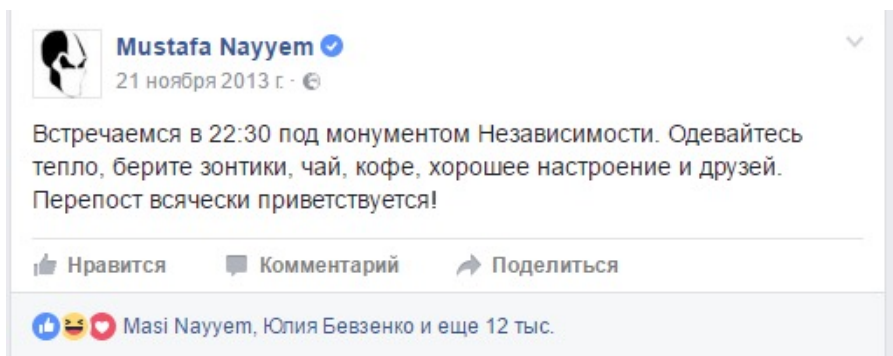 Mustafa Nayyem
21 ноября 2013 г. ·
Встречаемся в 22:30 под монументом Независимости. Одевайтесь
тепло, берите зонтики, чай, кофе, хорошее настроение и друзей.
Перепост всячески приветствуется!
Нравится Комментарий Поделиться
Masi Nayyem, Юлия Бевзенко и еще 12 тыс.